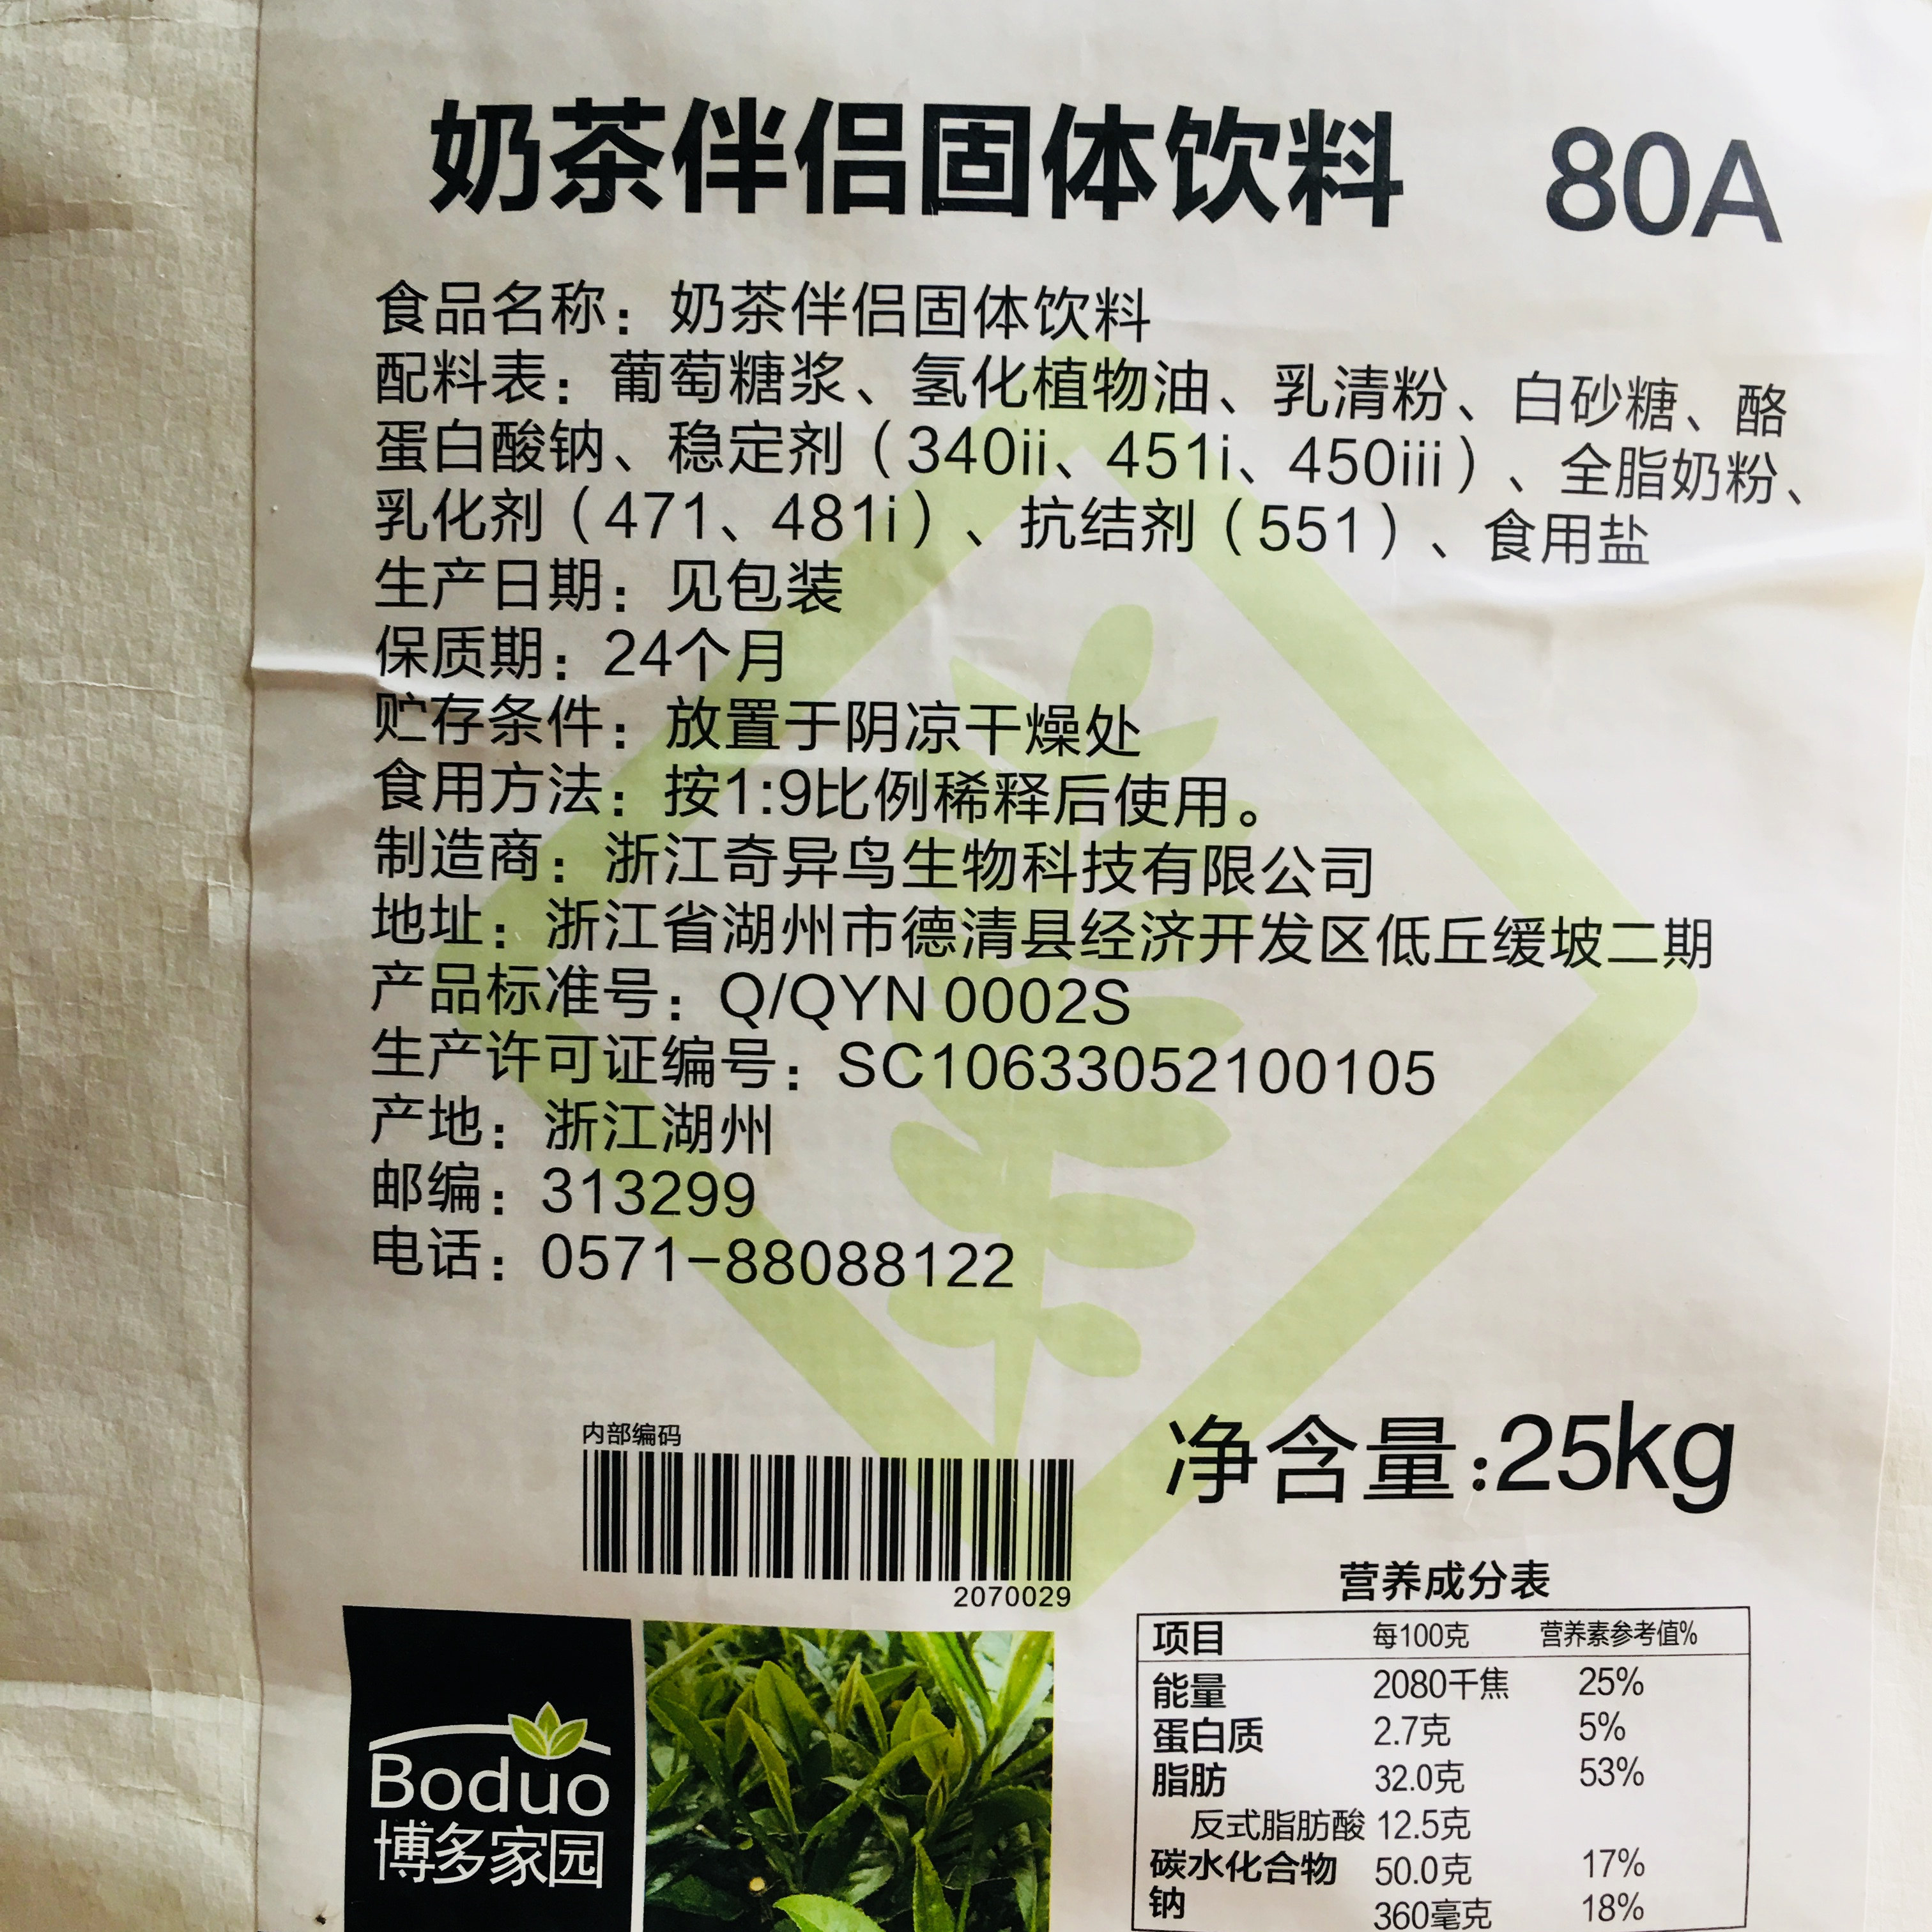 奶茶伴侣固体饮料 80A
食品名称：奶茶伴侣固体饮料
配料表：葡萄糖浆、氢化植物油、乳清粉、白砂糖、酪
蛋白酸钠、稳定剂（340ii、451i、450iii）、全脂奶粉、
乳化剂（471、481i）、抗结剂（551）、食用盐
生产日期：见包装
保质期：24个月
贮存条件：放置于阴凉干燥处
食用方法：按1:9比例稀释后使用。
制造商：浙江奇异鸟生物科技有限公司
地址：浙江省湖州市德清县经济开发区低丘缓坡二期
产品标准号：Q/QYN 0002S
生产许可证编号：SC10633052100105
产地：浙江湖州
邮编：313299
电话：0571-88088122
内部编码
2070029
净含量:25kg
营养成分表
项目 每100克 营养素参考值%
能量 2080千焦 25%
蛋白质 2.7克 5%
脂肪 32.0克 53%
反式脂肪酸 12.5克
碳水化合物 50.0克 17%
钠 360毫克 18%
Boduo
博多家园